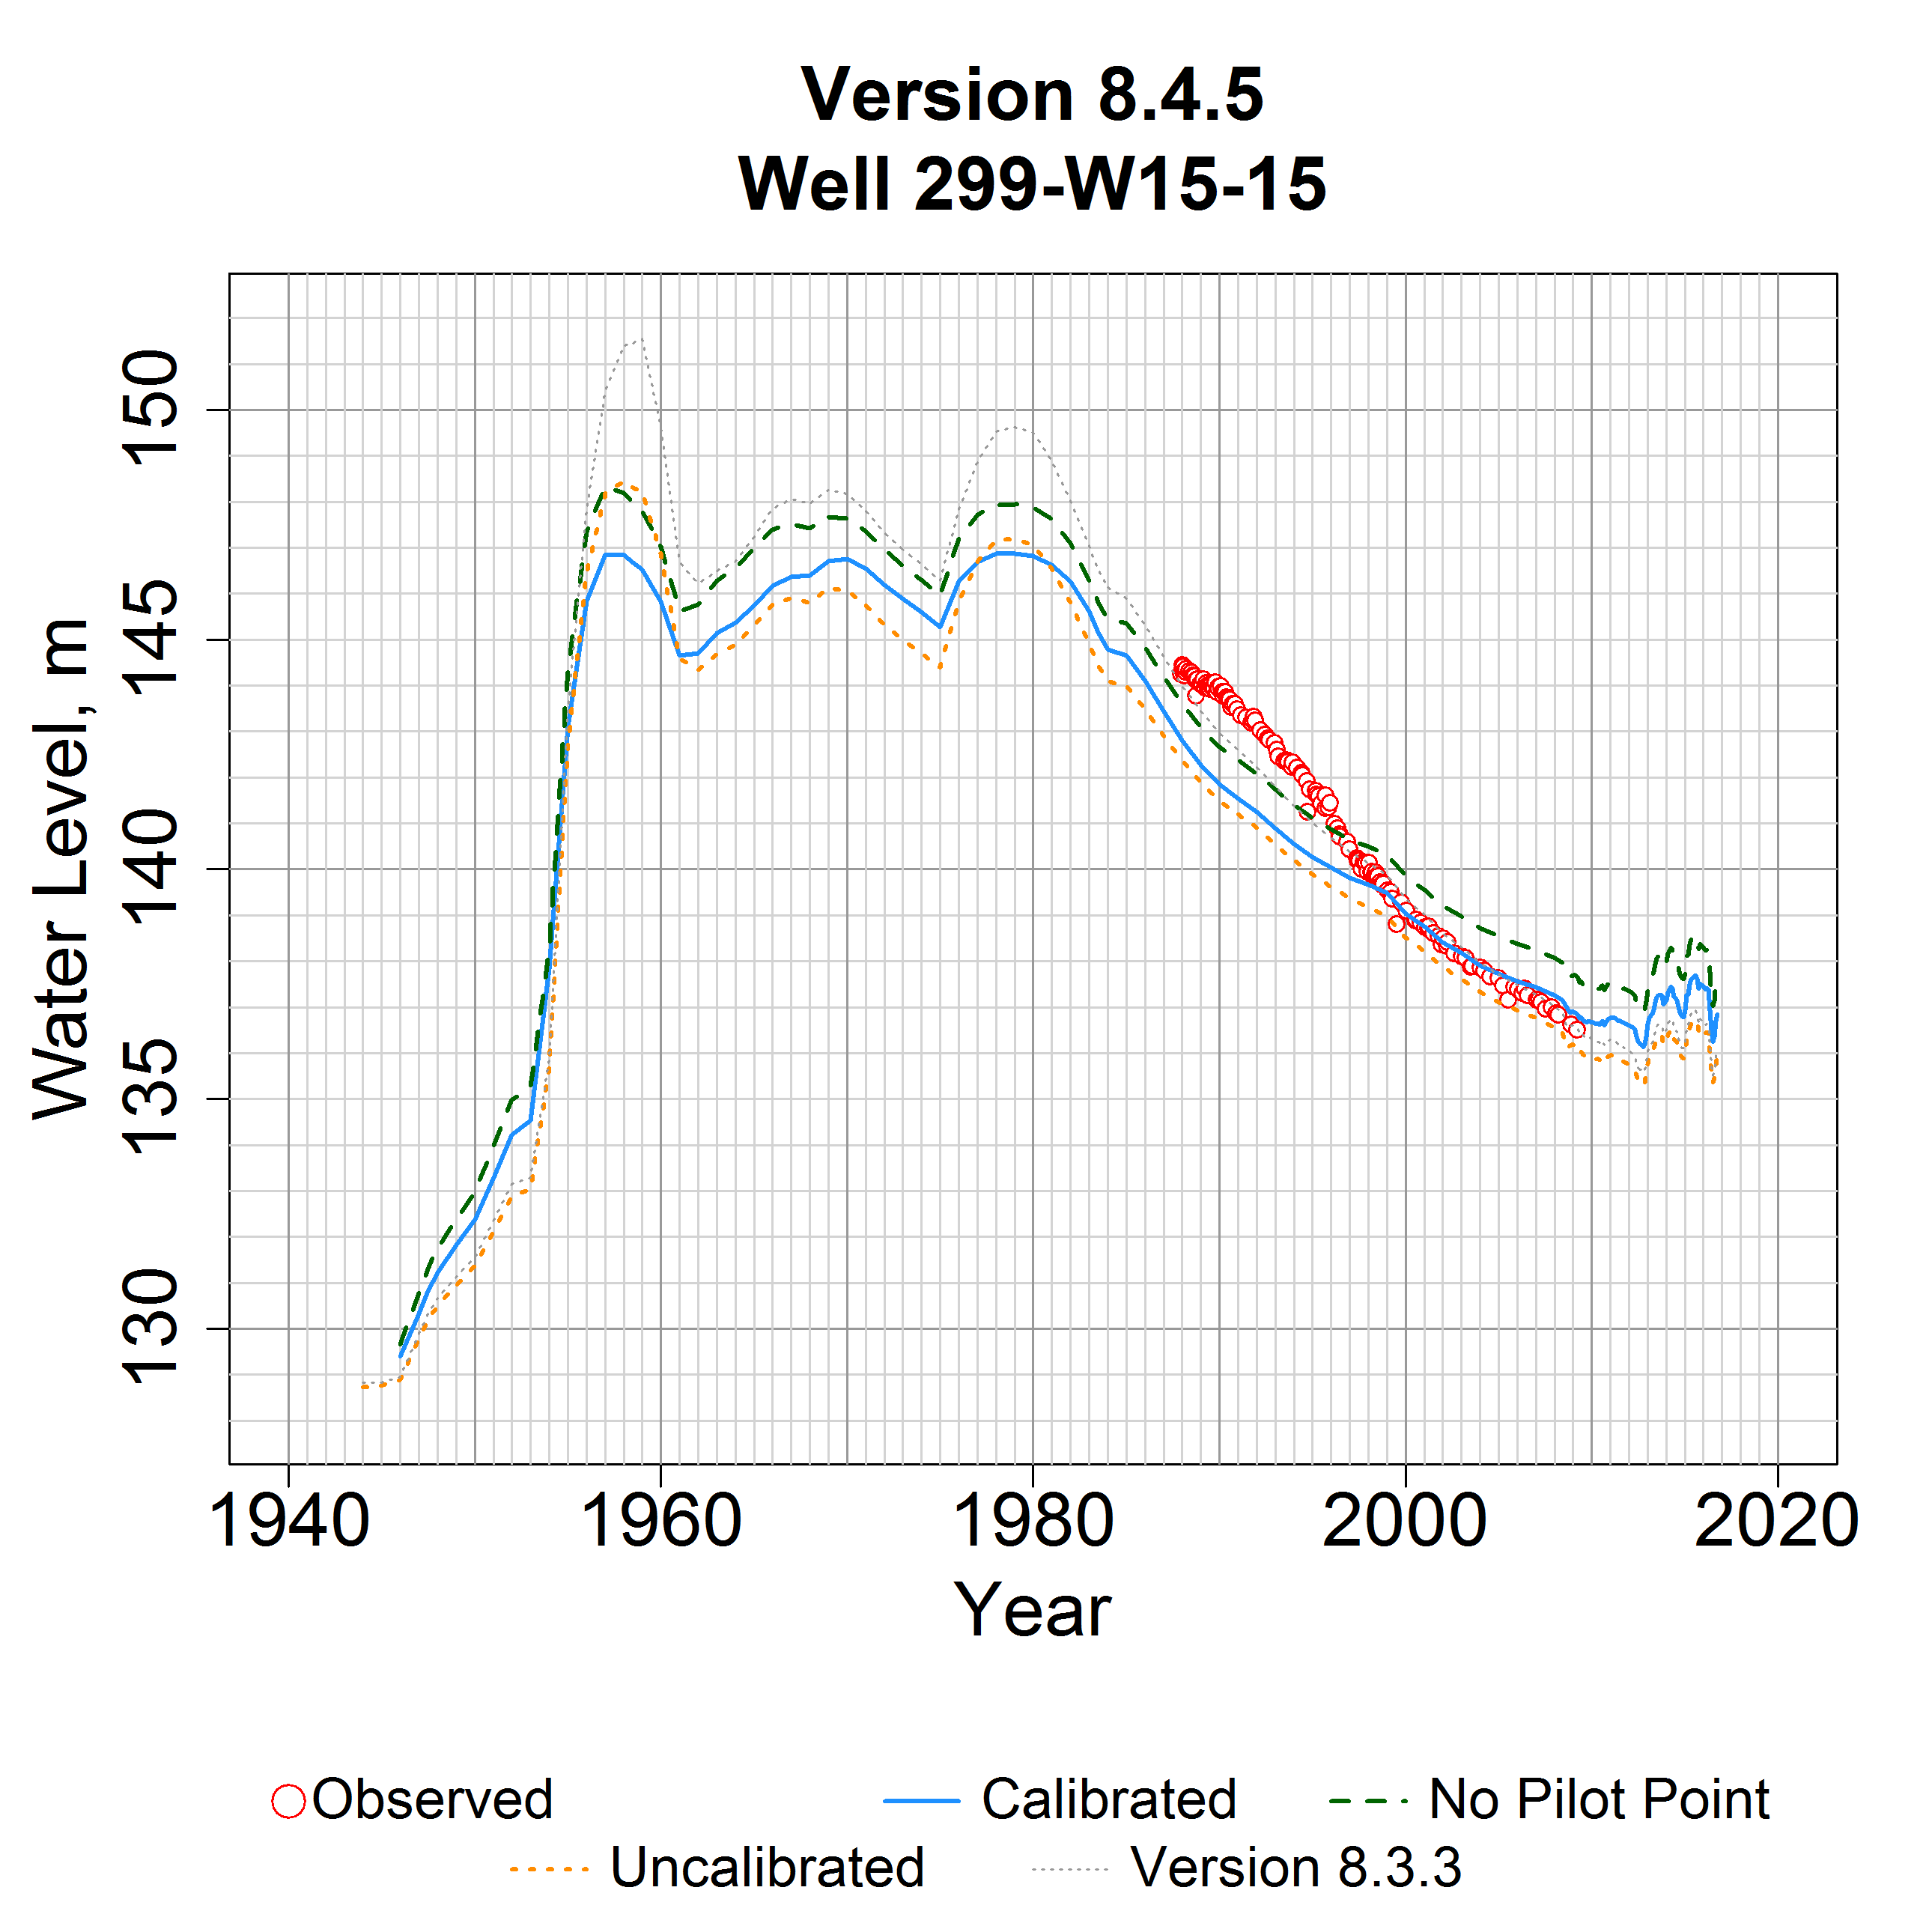 Version 8.4.5
Well 299-W15-15
Water Level, m
150
145
140
135
130
1940 1960 1980 2000 2020
Year
Observed Calibrated No Pilot Point
Uncalibrated Version 8.3.3